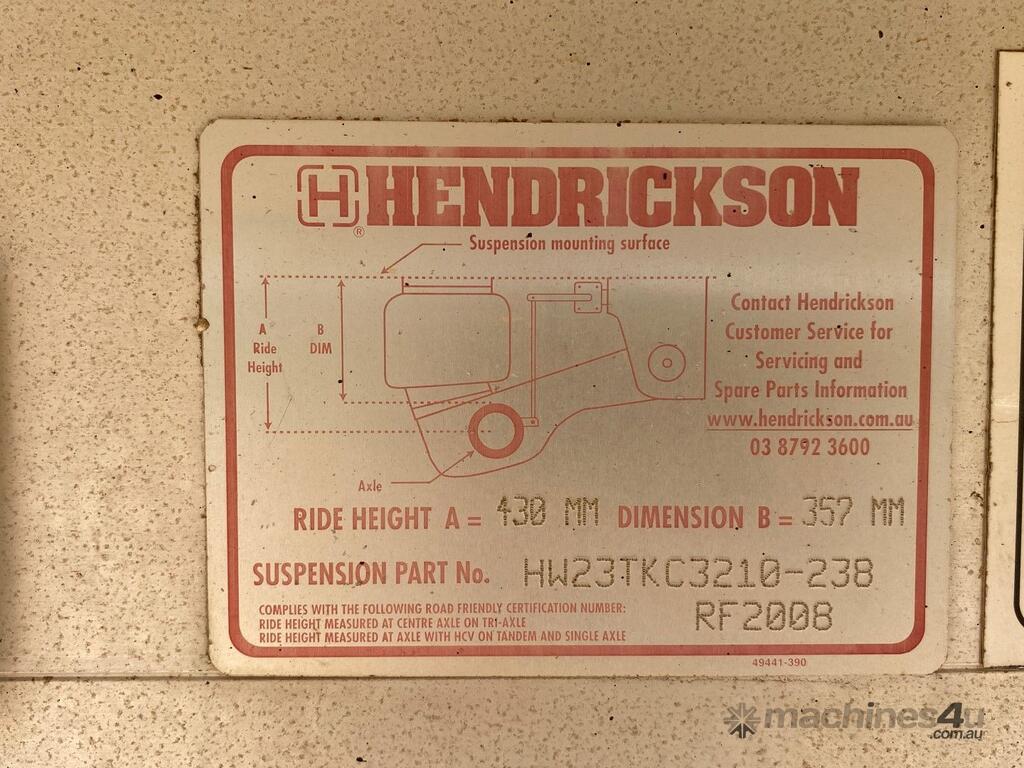 H HENDRICKSON
®
Suspension mounting surface
A
Ride
Height
B
DIM
Contact Hendrickson
Customer Service for
Servicing and
Spare Parts Information
www.hendrickson.com.au
03 8792 3600
Axle
RIDE HEIGHT A = 430 MM DIMENSION B = 357 MM
SUSPENSION PART No. HW23TKC3210-238
COMPLIES WITH THE FOLLOWING ROAD FRIENDLY CERTIFICATION NUMBER: RF2008
RIDE HEIGHT MEASURED AT CENTRE AXLE ON TRI-AXLE
RIDE HEIGHT MEASURED AT AXLE WITH HCV ON TANDEM AND SINGLE AXLE
49441-390
machines4u
.com.au